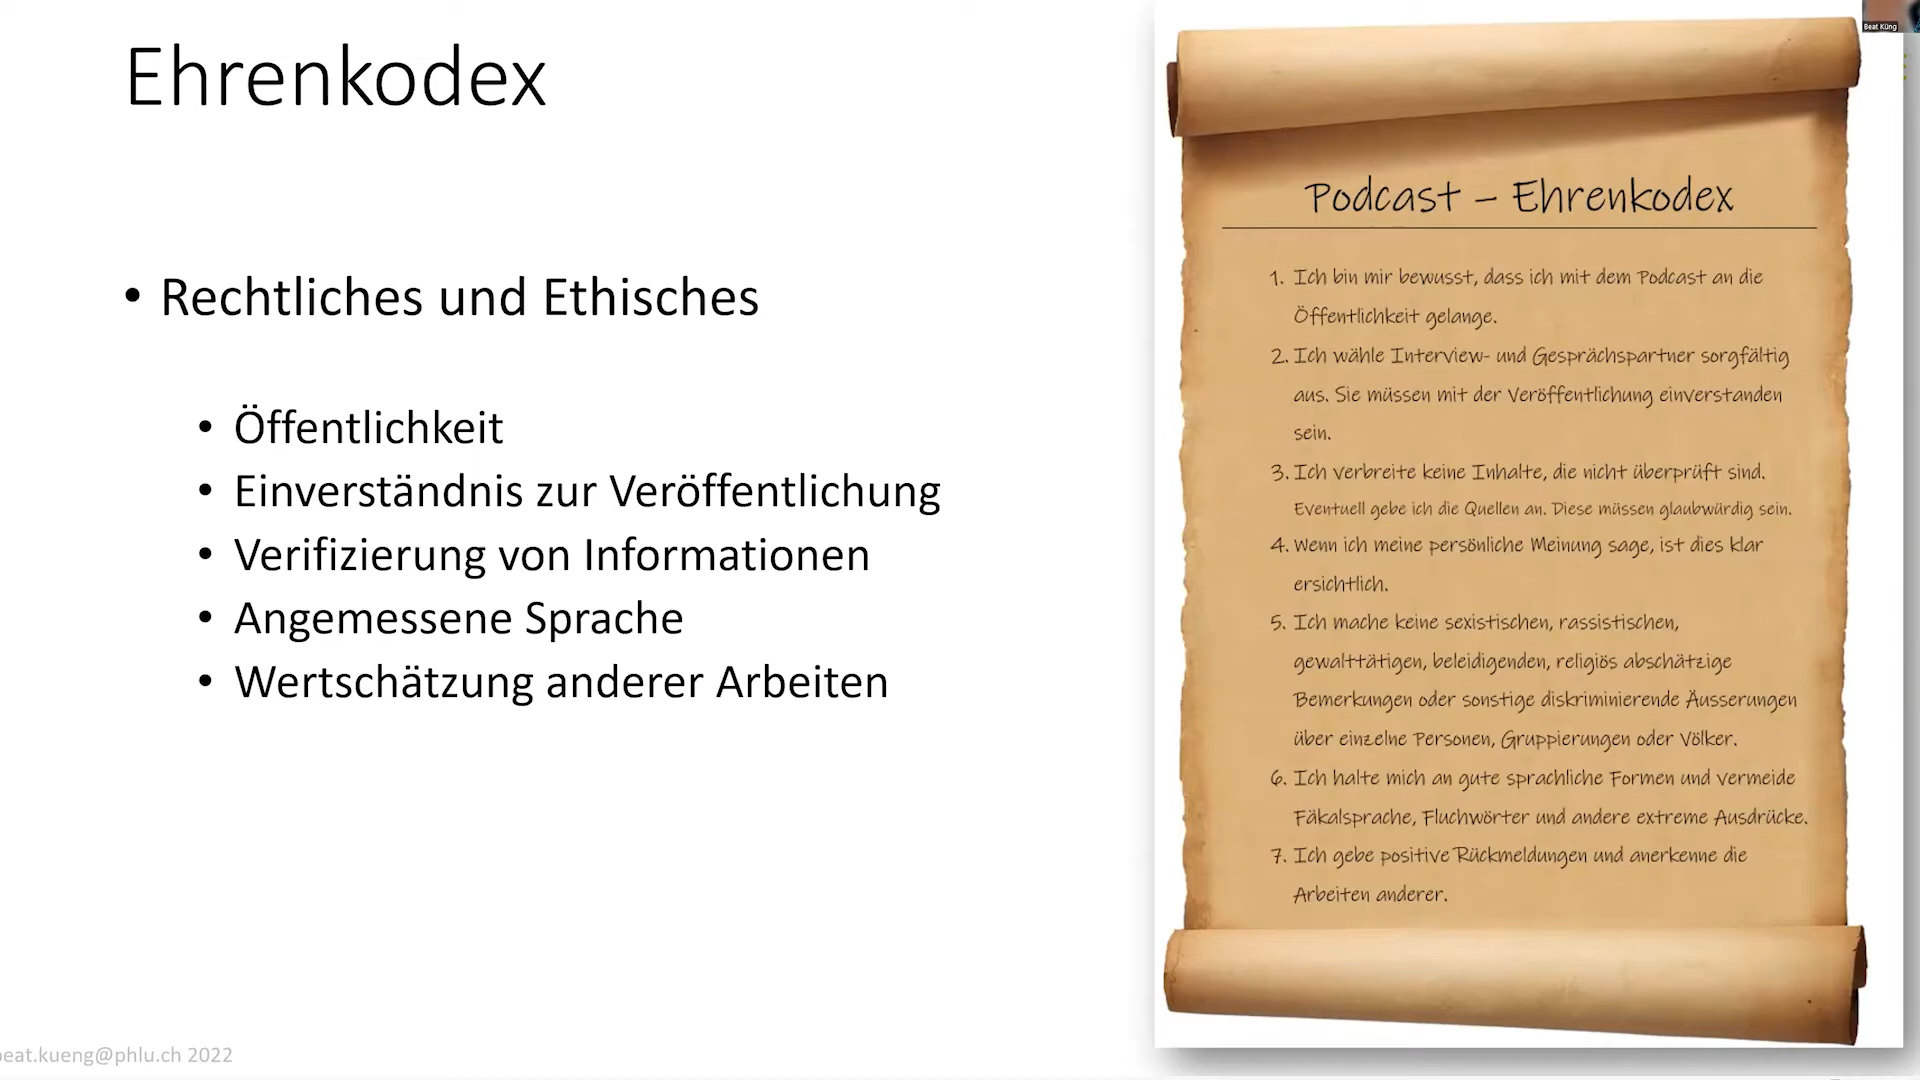 Ehrenkodex
• Rechtliches und Ethisches
• Öffentlichkeit
• Einverständnis zur Veröffentlichung
• Verifizierung von Informationen
• Angemessene Sprache
• Wertschätzung anderer Arbeiten
beat.kueng@phlu.ch 2022
Podcast – Ehrenkodex
1. Ich bin mir bewusst, dass ich mit dem Podcast an die
Öffentlichkeit gelange.
2. Ich wähle Interview- und Gesprächspartner sorgfältig
aus. Sie müssen mit der Veröffentlichung einverstanden
sein.
3. Ich verbreite keine Inhalte, die nicht überprüft sind.
Eventuell gebe ich die Quellen an. Diese müssen glaubwürdig sein.
4. Wenn ich meine persönliche Meinung sage, ist dies klar
ersichtlich.
5. Ich mache keine sexistischen, rassistischen,
gewalttätigen, beleidigenden, religiös abschätzige
Bemerkungen oder sonstige diskriminierende Äusserungen
über einzelne Personen, Gruppierungen oder Völker.
6. Ich halte mich an gute sprachliche Formen und vermeide
Fäkalsprache, Fluchwörter und andere extreme Ausdrücke.
7. Ich gebe positive Rückmeldungen und anerkenne die
Arbeiten anderer.
Beat Küng